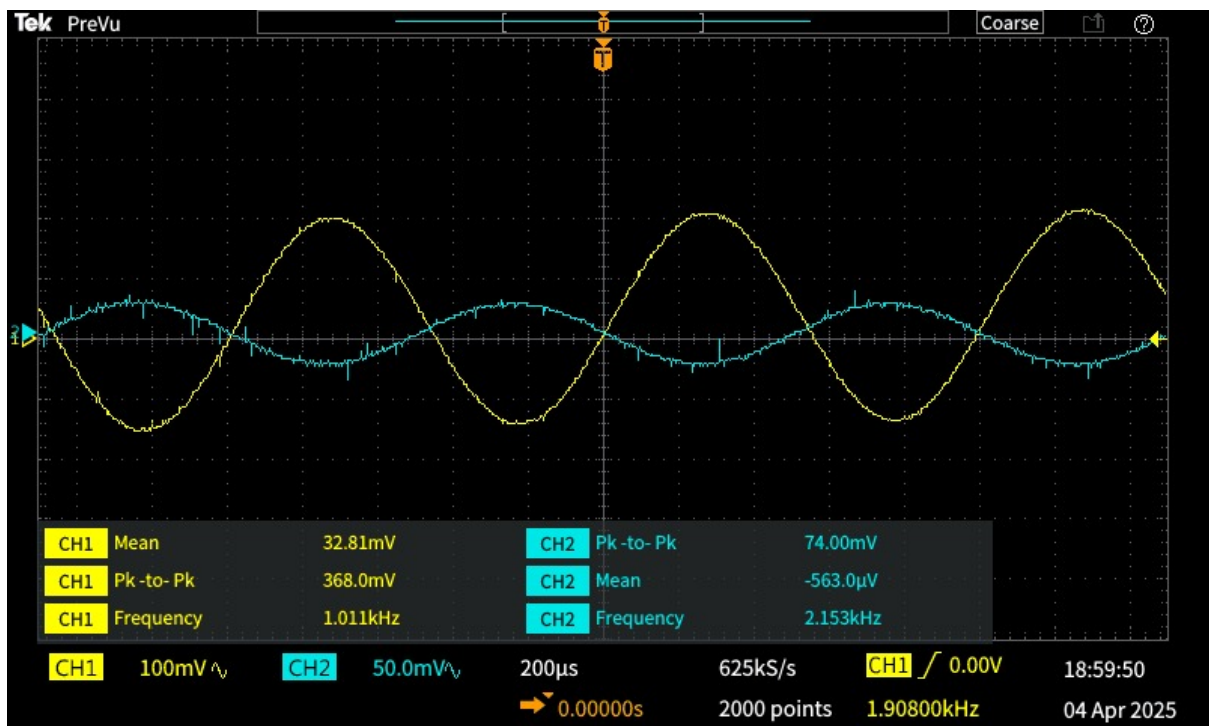 Tek PreVu Coarse
T
T
2
1
CH1 Mean 32.81mV CH2 Pk -to- Pk 74.00mV
CH1 Pk -to- Pk 368.0mV CH2 Mean -563.0µV
CH1 Frequency 1.011kHz CH2 Frequency 2.153kHz
CH1 100mV CH2 50.0mV 200µs 625kS/s CH1 0.00V 18:59:50
0.00000s 2000 points 1.90800kHz 04 Apr 2025